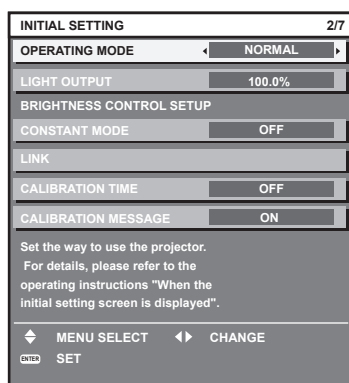 INITIAL SETTING 2/7
OPERATING MODE NORMAL
LIGHT OUTPUT 100.0%
BRIGHTNESS CONTROL SETUP
CONSTANT MODE OFF
LINK
CALIBRATION TIME OFF
CALIBRATION MESSAGE ON
Set the way to use the projector.
For details, please refer to the
operating instructions "When the
initial setting screen is displayed".
MENU SELECT CHANGE
ENTER SET